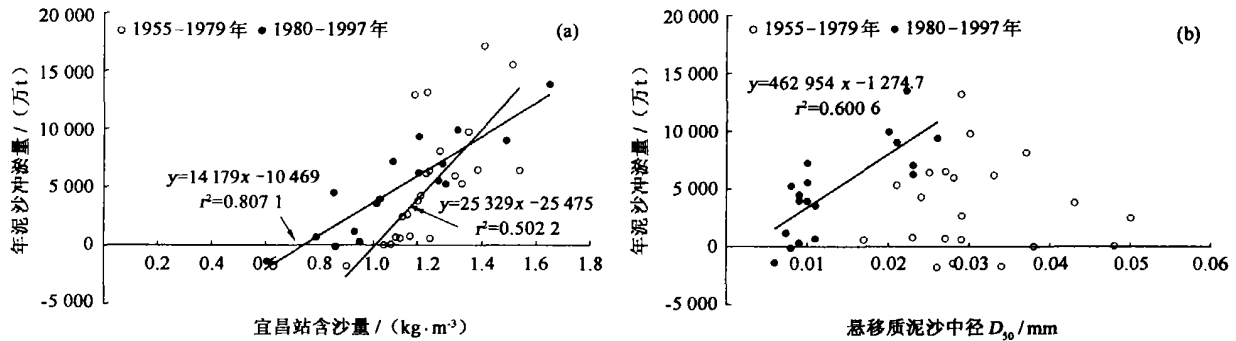 20 000
15 000
10 000
5 000
0
-5 000
年泥沙冲淤量/（万t）
○ 1955-1979年 ● 1980-1997年
(a)
y=14 179x-10 469
r²=0.807 1
y=25 329x-25 475
r²=0.502 2
0.2 0.4 0.6 0.8 1.0 1.2 1.4 1.6 1.8
宜昌站含沙量/（kg·m⁻³）
20 000
15 000
10 000
5 000
0
-5 000
年泥沙冲淤量/（万t）
○ 1955-1979年 ● 1980-1997年
(b)
y=462 954 x-1 274.7
r²=0.600 6
0.01 0.02 0.03 0.04 0.05 0.06
悬移质泥沙中径 D₅₀/mm